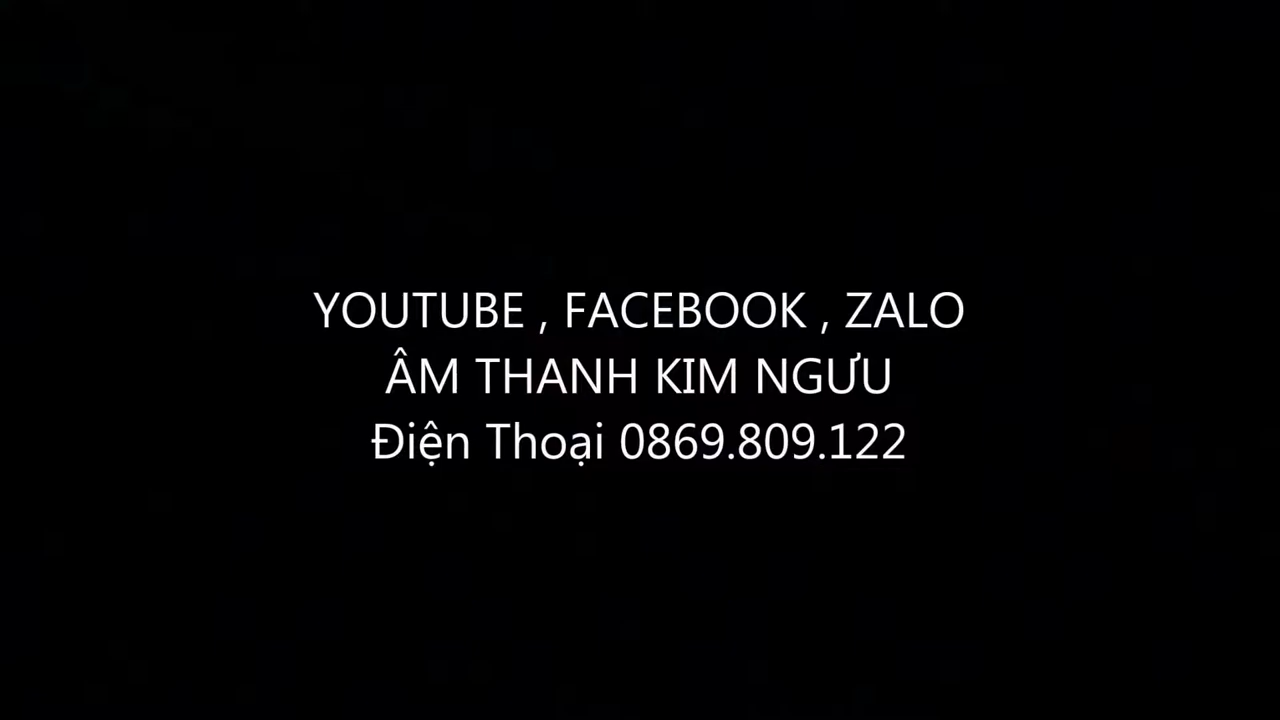 YOUTUBE , FACEBOOK , ZALO
ÂM THANH KIM NGƯU
Điện Thoại 0869.809.122